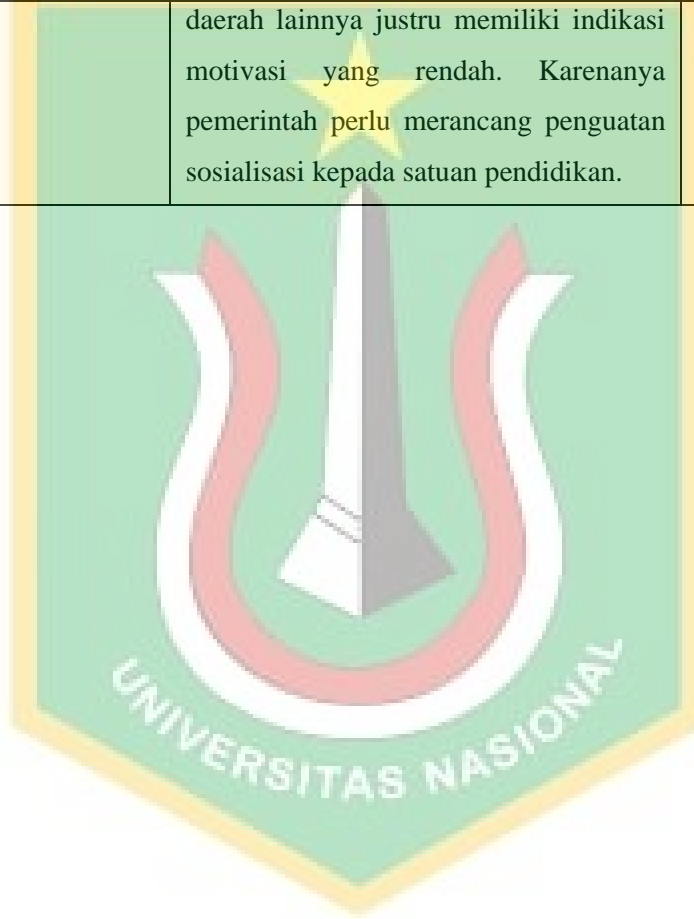 daerah lainnya justru memiliki indikasi
motivasi yang rendah. Karenanya
pemerintah perlu merancang penguatan
sosialisasi kepada satuan pendidikan.
UNIVERSITAS NASIONAL